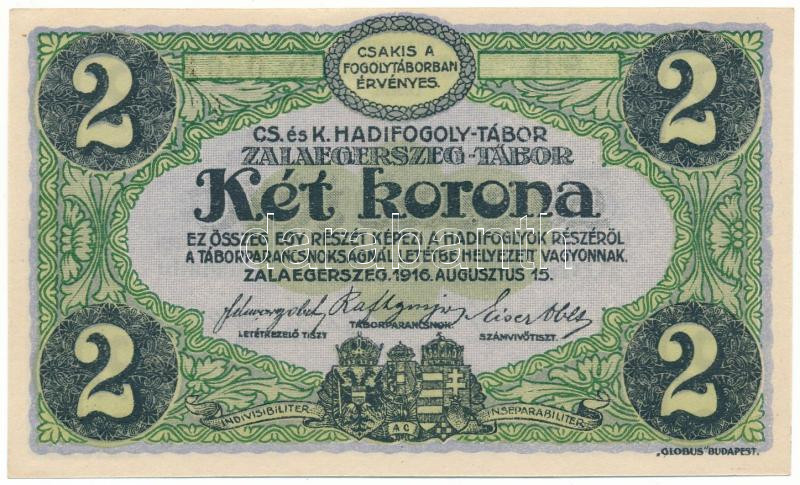 CSAKIS A
FOGOLYTÁBORBAN
ÉRVÉNYES.
2
2
CS. és K. HADIFOGOLY-TÁBOR
ZALAEGERSZEG-TÁBOR
Két korona
EZ ÖSSZEG EGY RÉSZÉT KÉPEZI A HADIFOGLYOK RÉSZÉRŐL
A TÁBORPARANCSNOKSÁGNÁL LETÉTBE HELYEZETT VAGYONNAK.
ZALAEGERSZEG, 1916. AUGUSZTUS 15.
LETÉTKEZELŐ TISZT
TÁBORPARANCSNOK
SZÁMVIVŐTISZT.
2
2
INDIVISIBILITER
AC
INSEPARABILITER
„GLOBUS" BUDAPEST.
darabanth